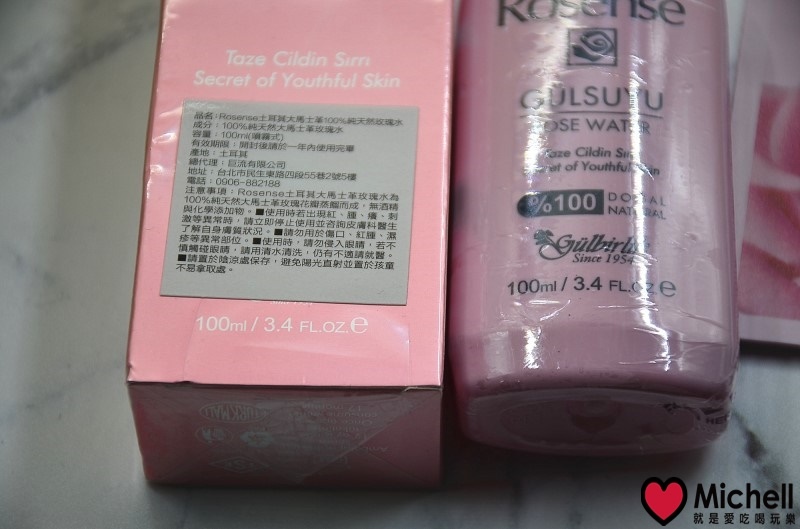 Taze Cildin Sırrı
Secret of Youthful Skin
品名：Rosense土耳其大馬士革100%純天然玫瑰水
成分：100%純天然大馬士革玫瑰水
容量：100ml(噴霧式)
有效期限：開封後請於一年內使用完畢
產地：土耳其
總代理：巨流有限公司
地址：台北市民生東路四段55巷2號5樓
電話：0906-882188
注意事項：Rosense土耳其大馬士革玫瑰水為
100%純天然大馬士革玫瑰花瓣蒸餾而成，無酒精
與化學添加物。■使用時若出現紅、腫、癢、刺
激等異常時，請立即停止使用並咨詢皮膚科醫生
了解自身膚質狀況。■請勿用於傷口、紅腫、濕
疹等異常部位。■使用時，請勿侵入眼睛，若不
慎觸碰眼睛，請用清水清洗，仍有不適請就醫。
■請置於陰涼處保存，避免陽光直射並置於孩童
不易拿取處。
100ml / 3.4 FL.OZ.e
Rosense
GÜLSUYU
ROSE WATER
Taze Cildin Sırrı
Secret of Youthful Skin
%100 DOĞAL
NATURAL
Gülbirlik
Since 1954
100ml / 3.4 FL.OZ.e
Michell
就是愛吃喝玩樂